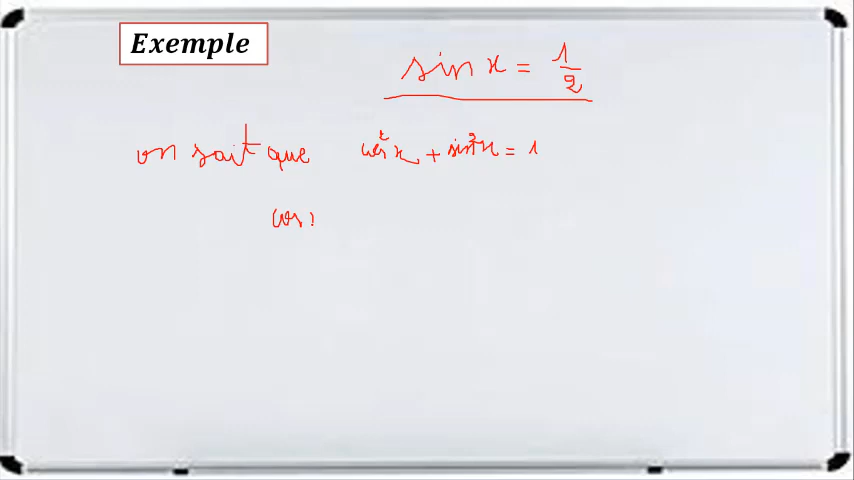 Exemple
sin x = 1/2
on sait que cos²x + sin²x = 1
cos